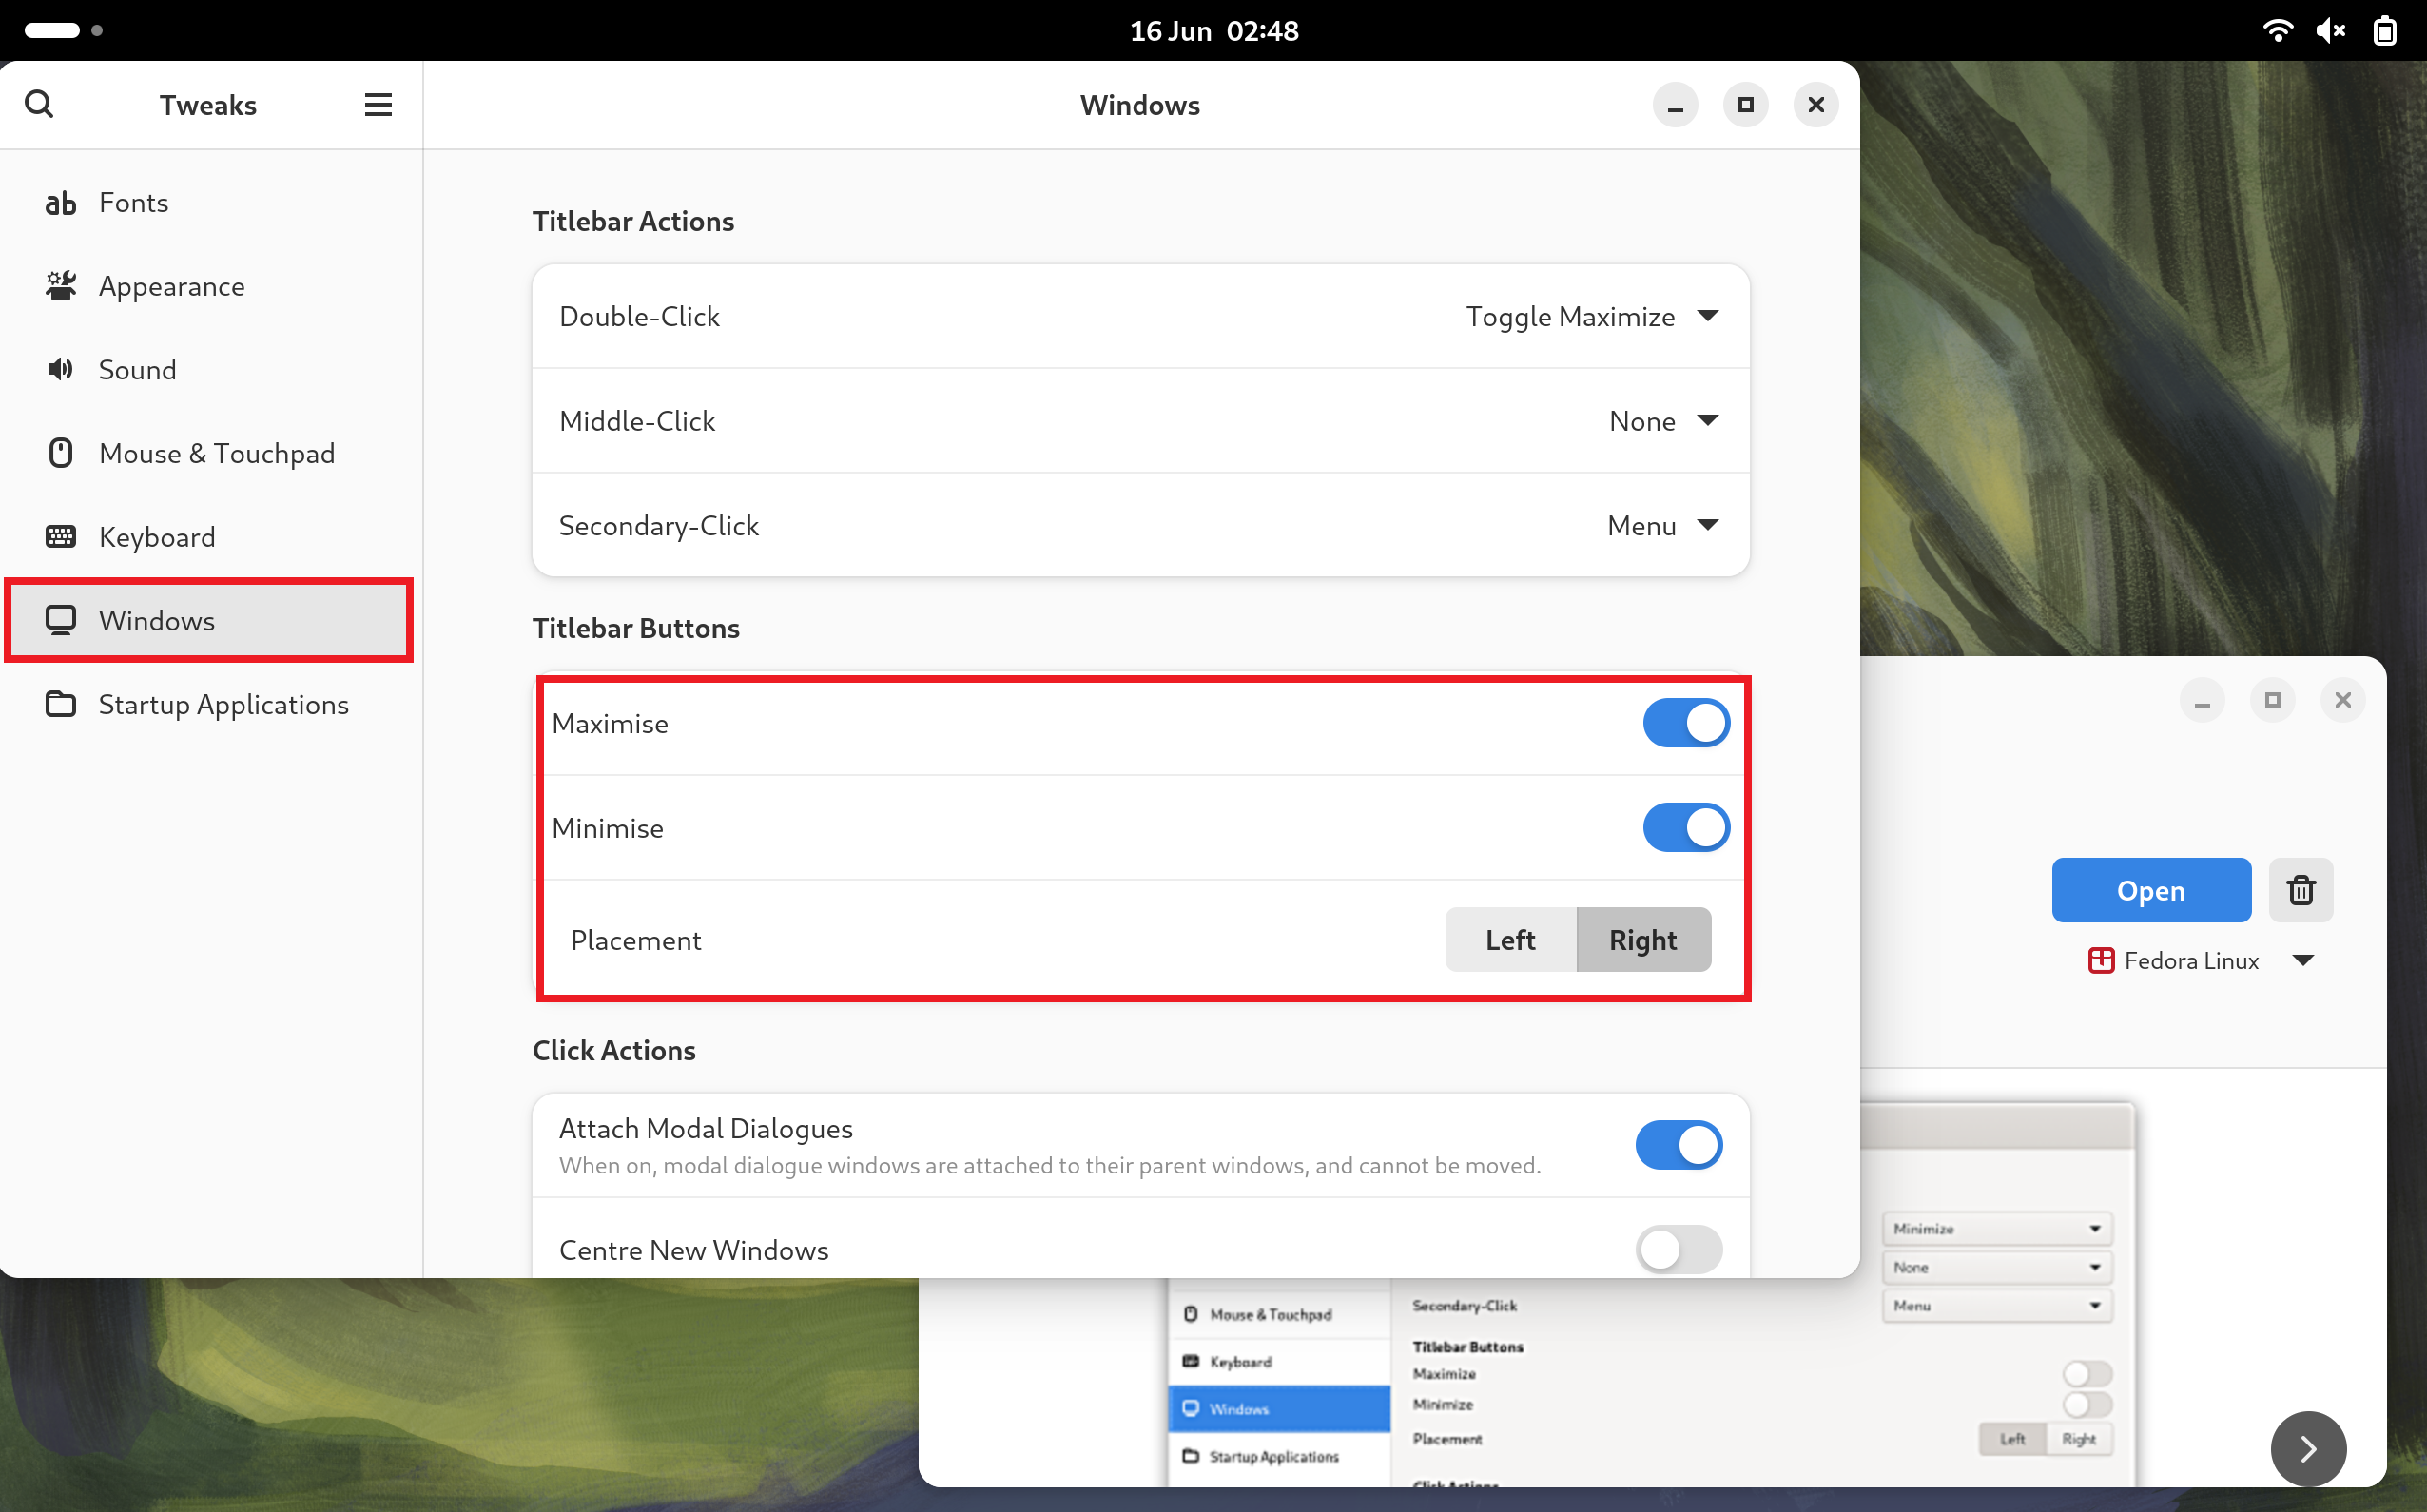 16 Jun 02:48
Tweaks
Windows
Fonts
Appearance
Sound
Mouse & Touchpad
Keyboard
Windows
Startup Applications
Titlebar Actions
Double-Click Toggle Maximize
Middle-Click None
Secondary-Click Menu
Titlebar Buttons
Maximise
Minimise
Placement Left Right
Click Actions
Attach Modal Dialogues
When on, modal dialogue windows are attached to their parent windows, and cannot be moved.
Centre New Windows
Open
Fedora Linux
Minimize
None
Secondary-Click Menu
Mouse & Touchpad
Keyboard
Windows
Startup Applications
Titlebar Buttons
Maximize
Minimize
Placement Left Right
Click Actions